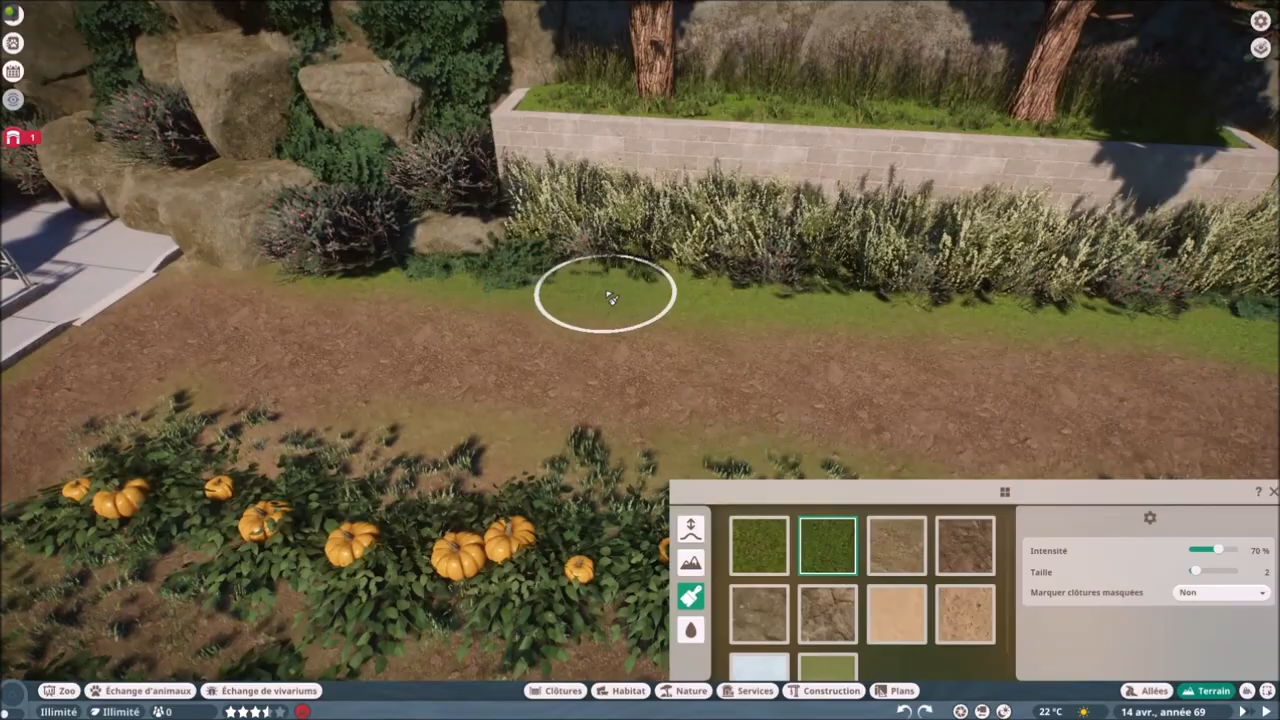 1
?
Intensité 70 %
Taille 2
Marquer clôtures masquées Non
Zoo Échange d'animaux Échange de vivariums Clôtures Habitat Nature Services Construction Plans Allées Terrain
Illimité Illimité 0 22 °C 14 avr., année 69